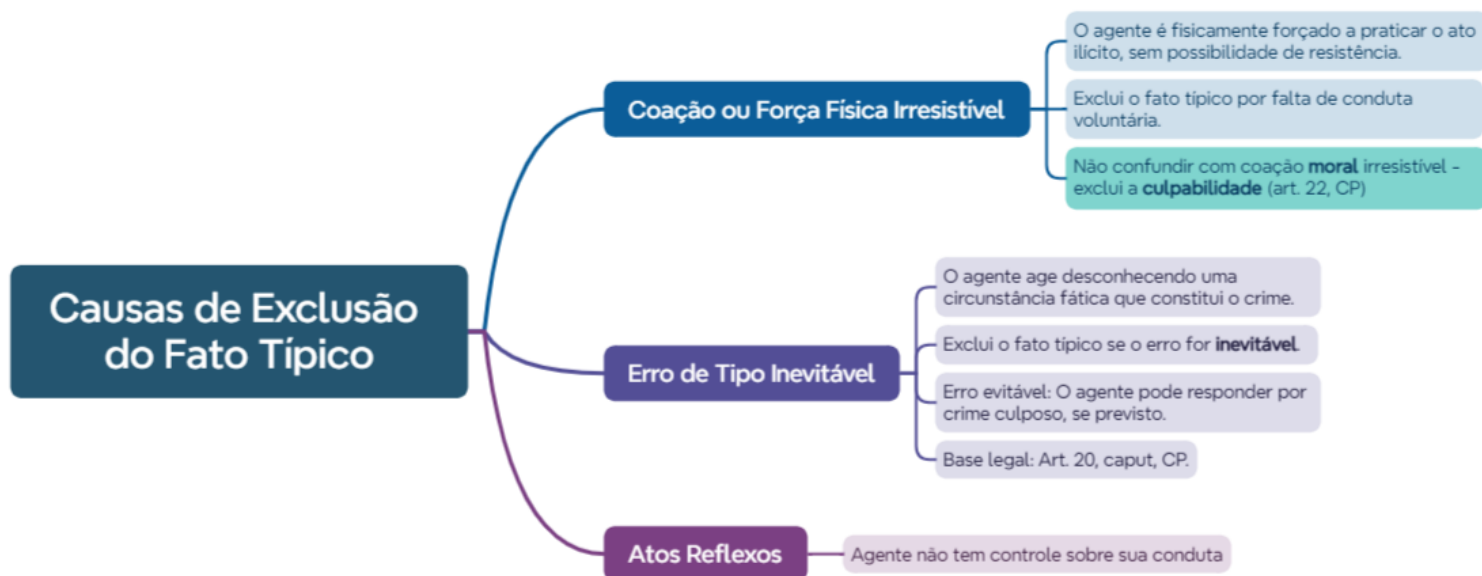 Causas de Exclusão
do Fato Típico
Coação ou Força Física Irresistível
O agente é fisicamente forçado a praticar o ato
ilícito, sem possibilidade de resistência.
Exclui o fato típico por falta de conduta
voluntária.
Não confundir com coação moral irresistível -
exclui a culpabilidade (art. 22, CP)
Erro de Tipo Inevitável
O agente age desconhecendo uma
circunstância fática que constitui o crime.
Exclui o fato típico se o erro for inevitável.
Erro evitável: O agente pode responder por
crime culposo, se previsto.
Base legal: Art. 20, caput, CP.
Atos Reflexos
Agente não tem controle sobre sua conduta